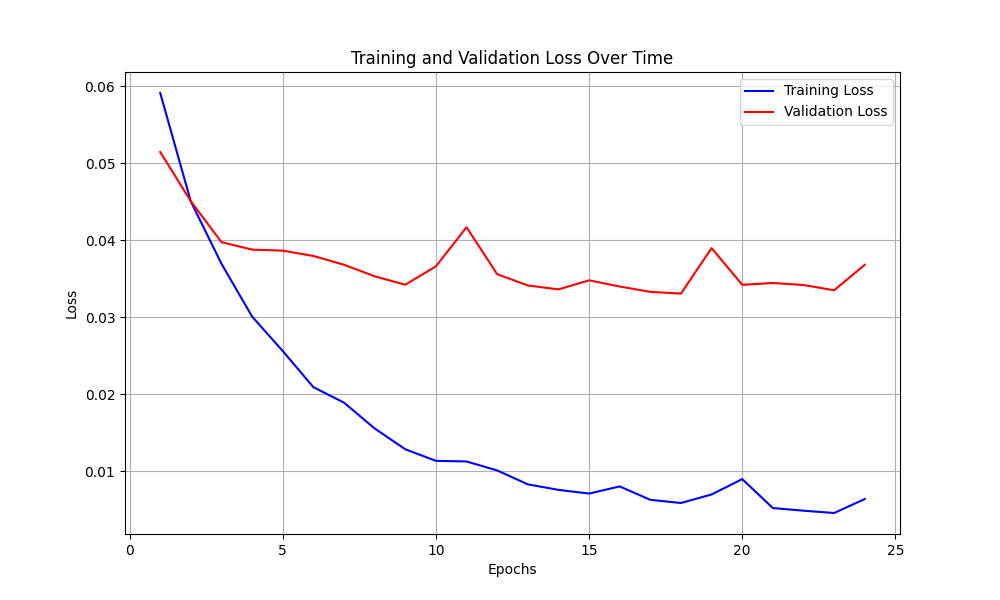 Training and Validation Loss Over Time
Training Loss
Validation Loss
Loss
0.06
0.05
0.04
0.03
0.02
0.01
0
5
10
15
20
25
Epochs